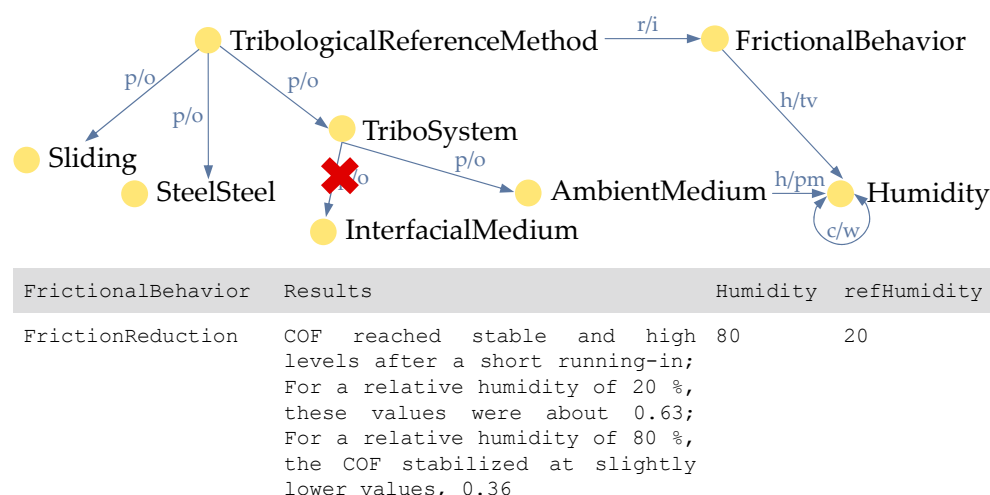 r/i
TribologicalReferenceMethod
FrictionalBehavior
p/o
p/o
p/o
h/tv
TriboSystem
Sliding
p/o
p/o
h/pm
SteelSteel
AmbientMedium
Humidity
InterfacialMedium
c/w
FrictionalBehavior Results Humidity refHumidity
FrictionReduction COF reached stable and high 80 20
levels after a short running-in;
For a relative humidity of 20 %,
these values were about 0.63;
For a relative humidity of 80 %,
the COF stabilized at slightly
lower values, 0.36